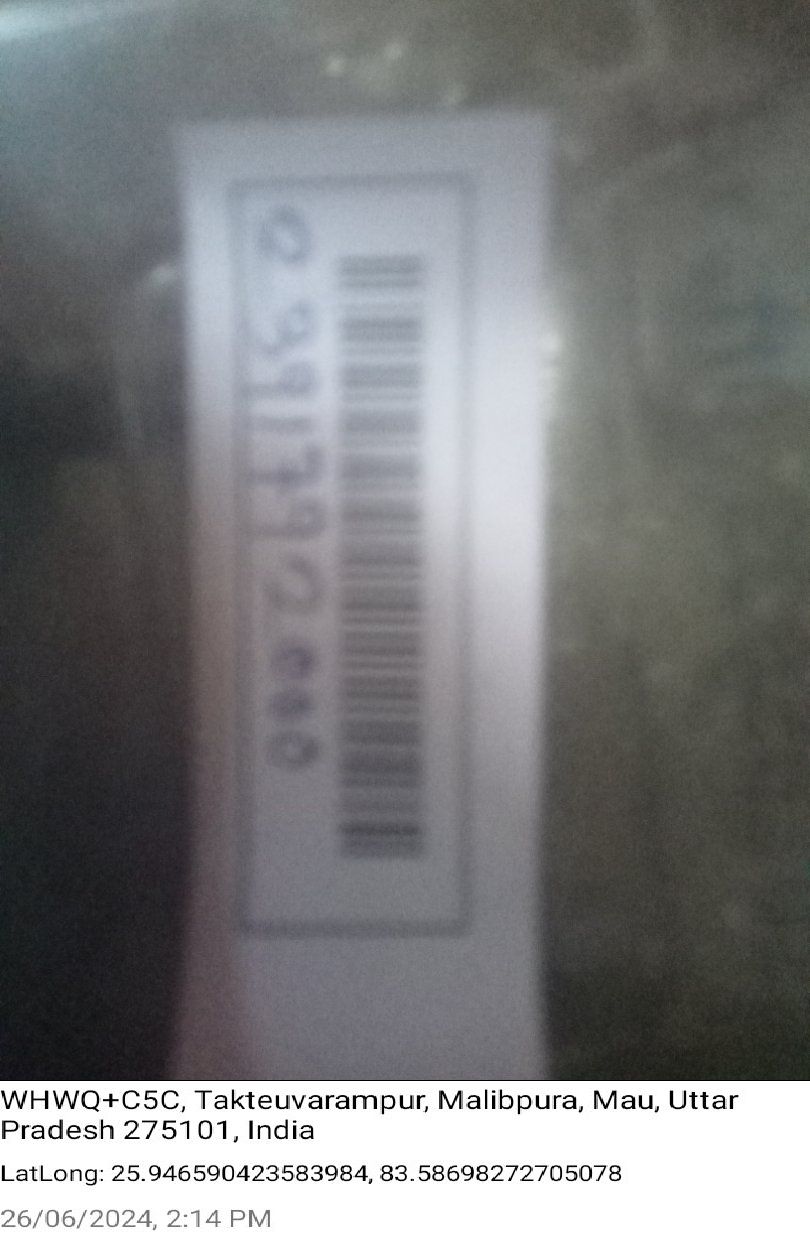 0391792000
WHWQ+C5C, Takteuvarampur, Malibpura, Mau, Uttar
Pradesh 275101, India
LatLong: 25.946590423583984, 83.58698272705078
26/06/2024, 2:14 PM